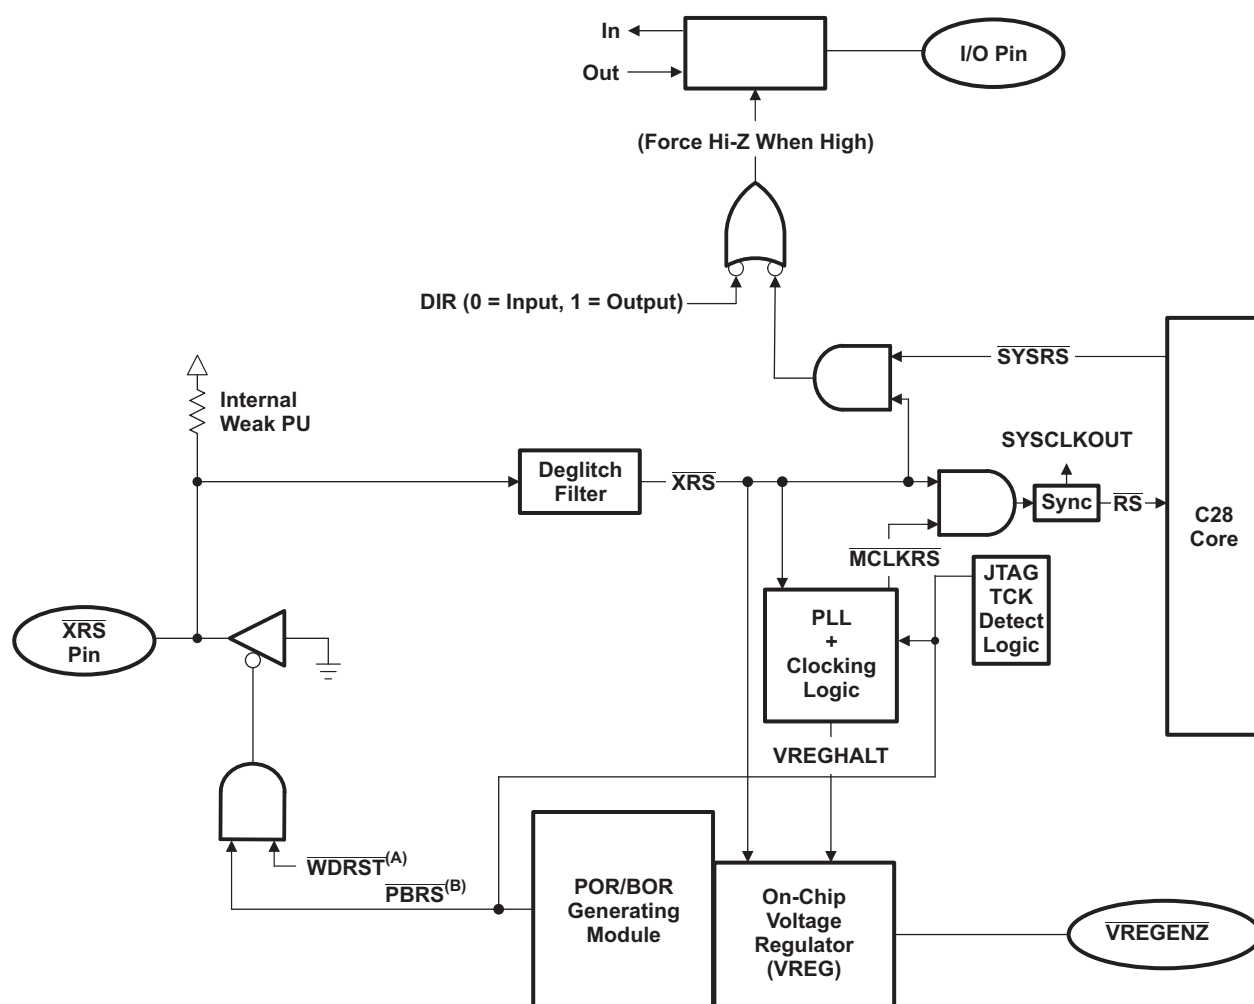 In
Out
I/O Pin
(Force Hi-Z When High)
DIR (0 = Input, 1 = Output)
SYSRS
Internal
Weak PU
SYSCLKOUT
Deglitch
Filter
XRS
Sync
RS
C28
Core
MCLKRS
JTAG
TCK
Detect
Logic
XRS
Pin
PLL
+
Clocking
Logic
VREGHALT
WDRST(A)
PBRS(B)
POR/BOR
Generating
Module
On-Chip
Voltage
Regulator
(VREG)
VREGENZ